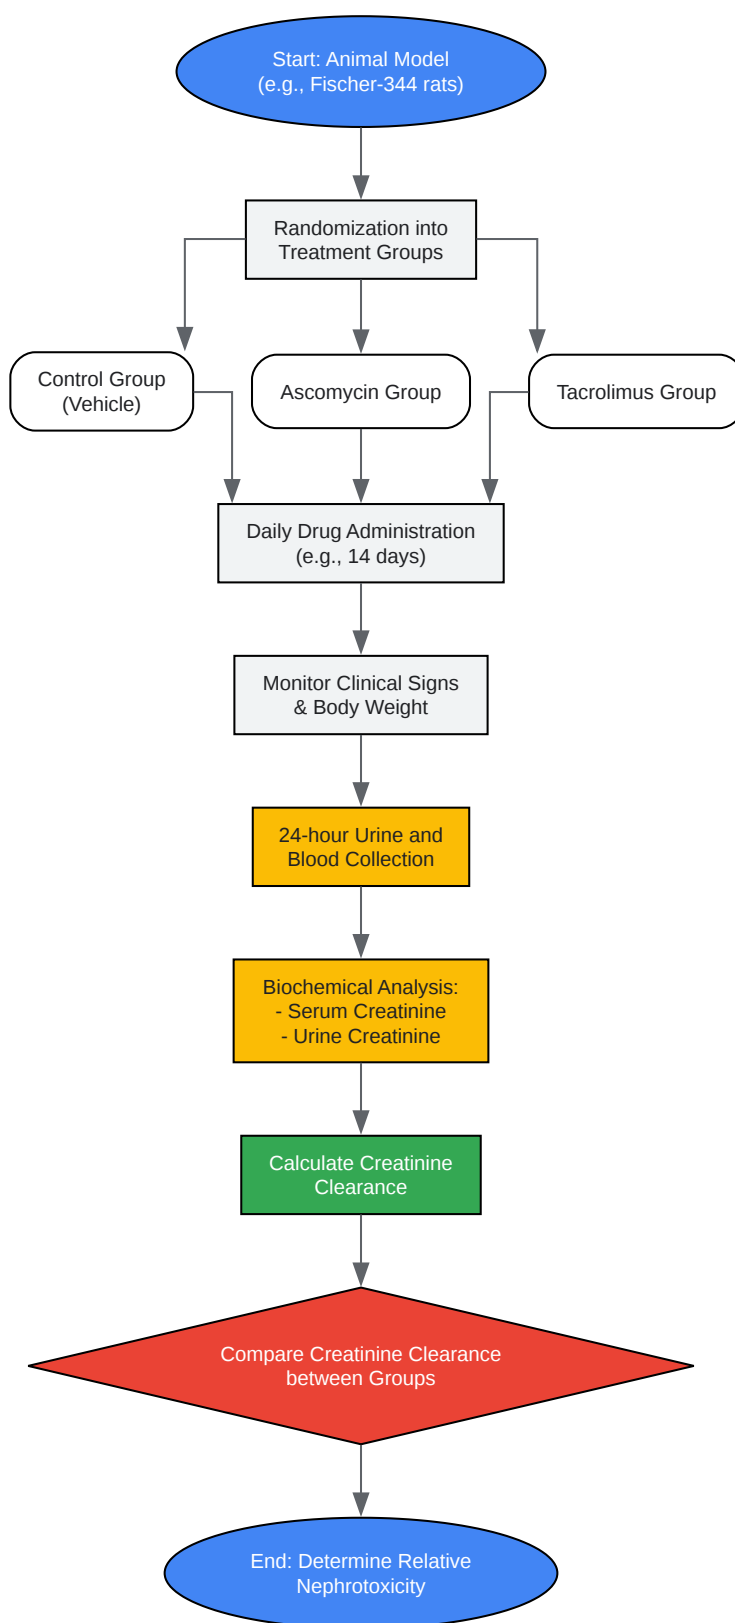 Start: Animal Model
(e.g., Fischer-344 rats)
Randomization into
Treatment Groups
Control Group
(Vehicle)
Ascomycin Group
Tacrolimus Group
Daily Drug Administration
(e.g., 14 days)
Monitor Clinical Signs
& Body Weight
24-hour Urine and
Blood Collection
Biochemical Analysis:
- Serum Creatinine
- Urine Creatinine
Calculate Creatinine
Clearance
Compare Creatinine Clearance
between Groups
End: Determine Relative
Nephrotoxicity